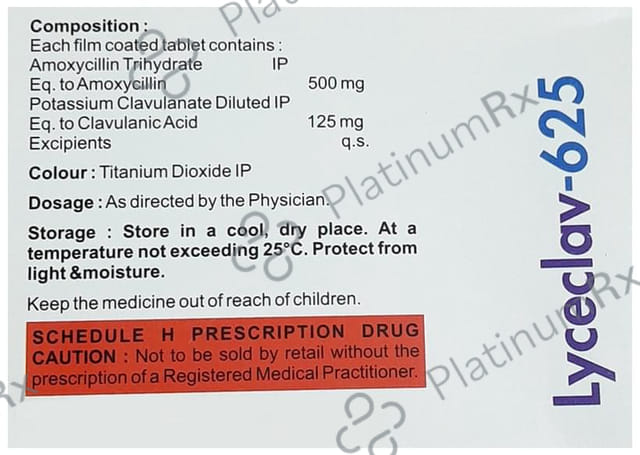 Composition :
Each film coated tablet contains :
Amoxycillin Trihydrate IP
Eq. to Amoxycillin 500 mg
Potassium Clavulanate Diluted IP
Eq. to Clavulanic Acid 125 mg
Excipients q.s.
Colour : Titanium Dioxide IP
Dosage : As directed by the Physician.
Storage : Store in a cool, dry place. At a
temperature not exceeding 25°C. Protect from
light &moisture.
Keep the medicine out of reach of children.
SCHEDULE H PRESCRIPTION DRUG
CAUTION : Not to be sold by retail without the
prescription of a Registered Medical Practitioner.
Lyceclav-625
PlatinumRx
PlatinumRx
PlatinumRx
Rx